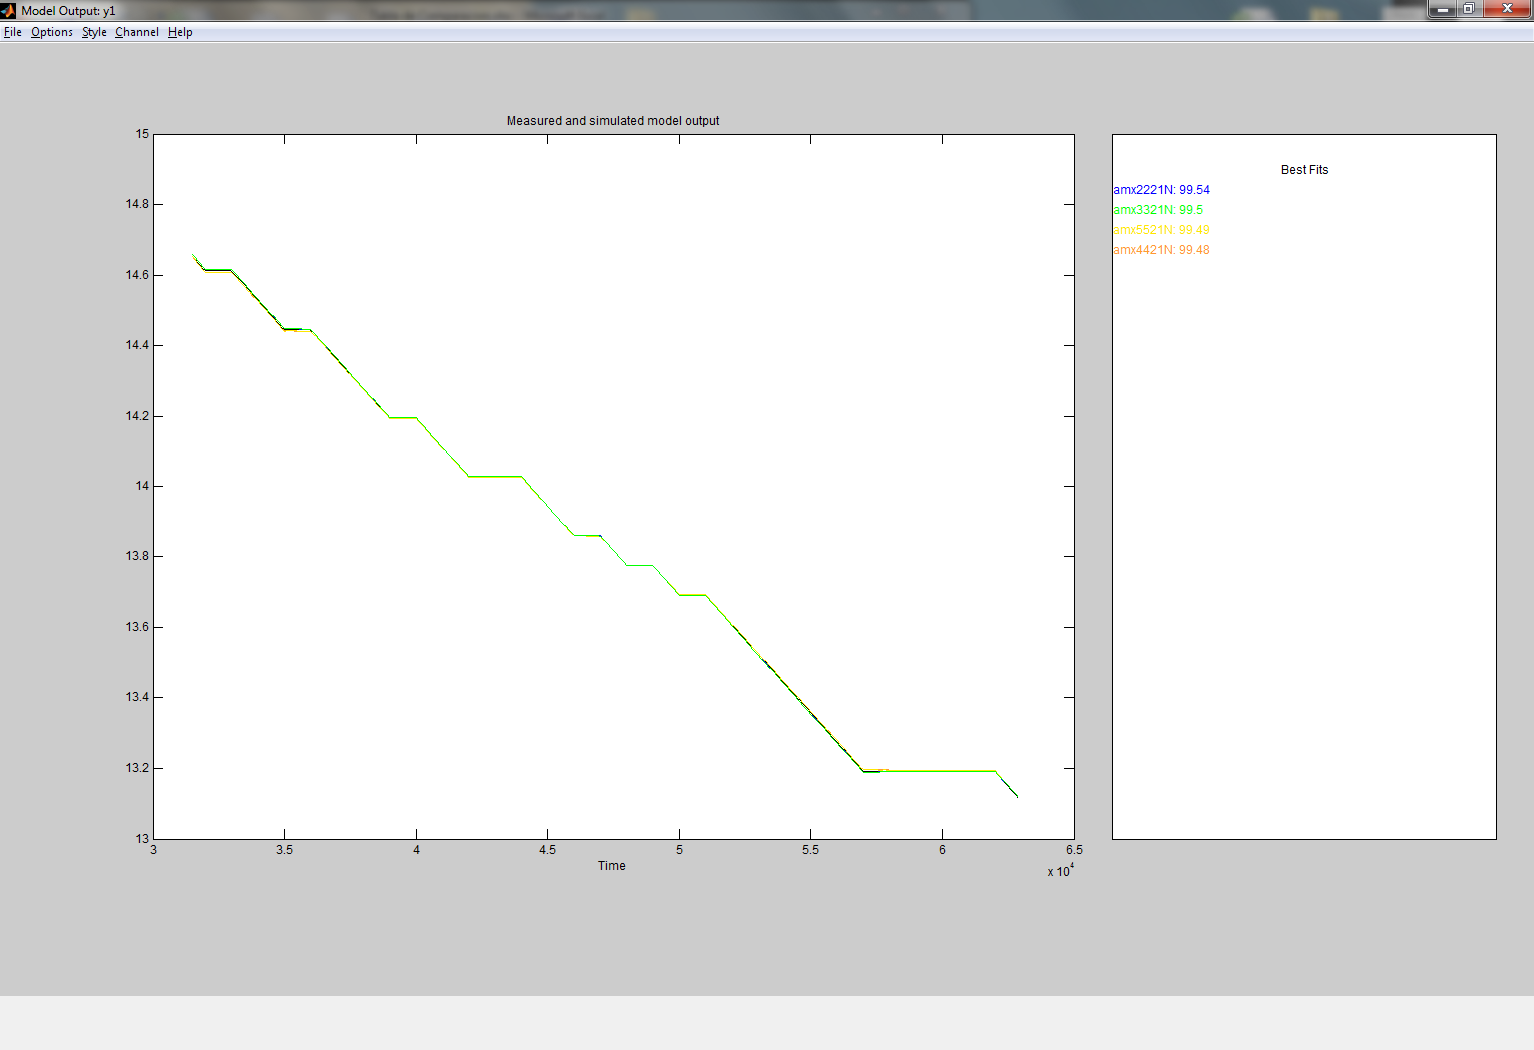 Model Output: y1
File Options Style Channel Help
Measured and simulated model output
15
14.8
14.6
14.4
14.2
14
13.8
13.6
13.4
13.2
13
3 3.5 4 4.5 5 5.5 6 6.5
Time
x 10^4
Best Fits
amx2221N: 99.54
amx3321N: 99.5
amx5521N: 99.49
amx4421N: 99.48